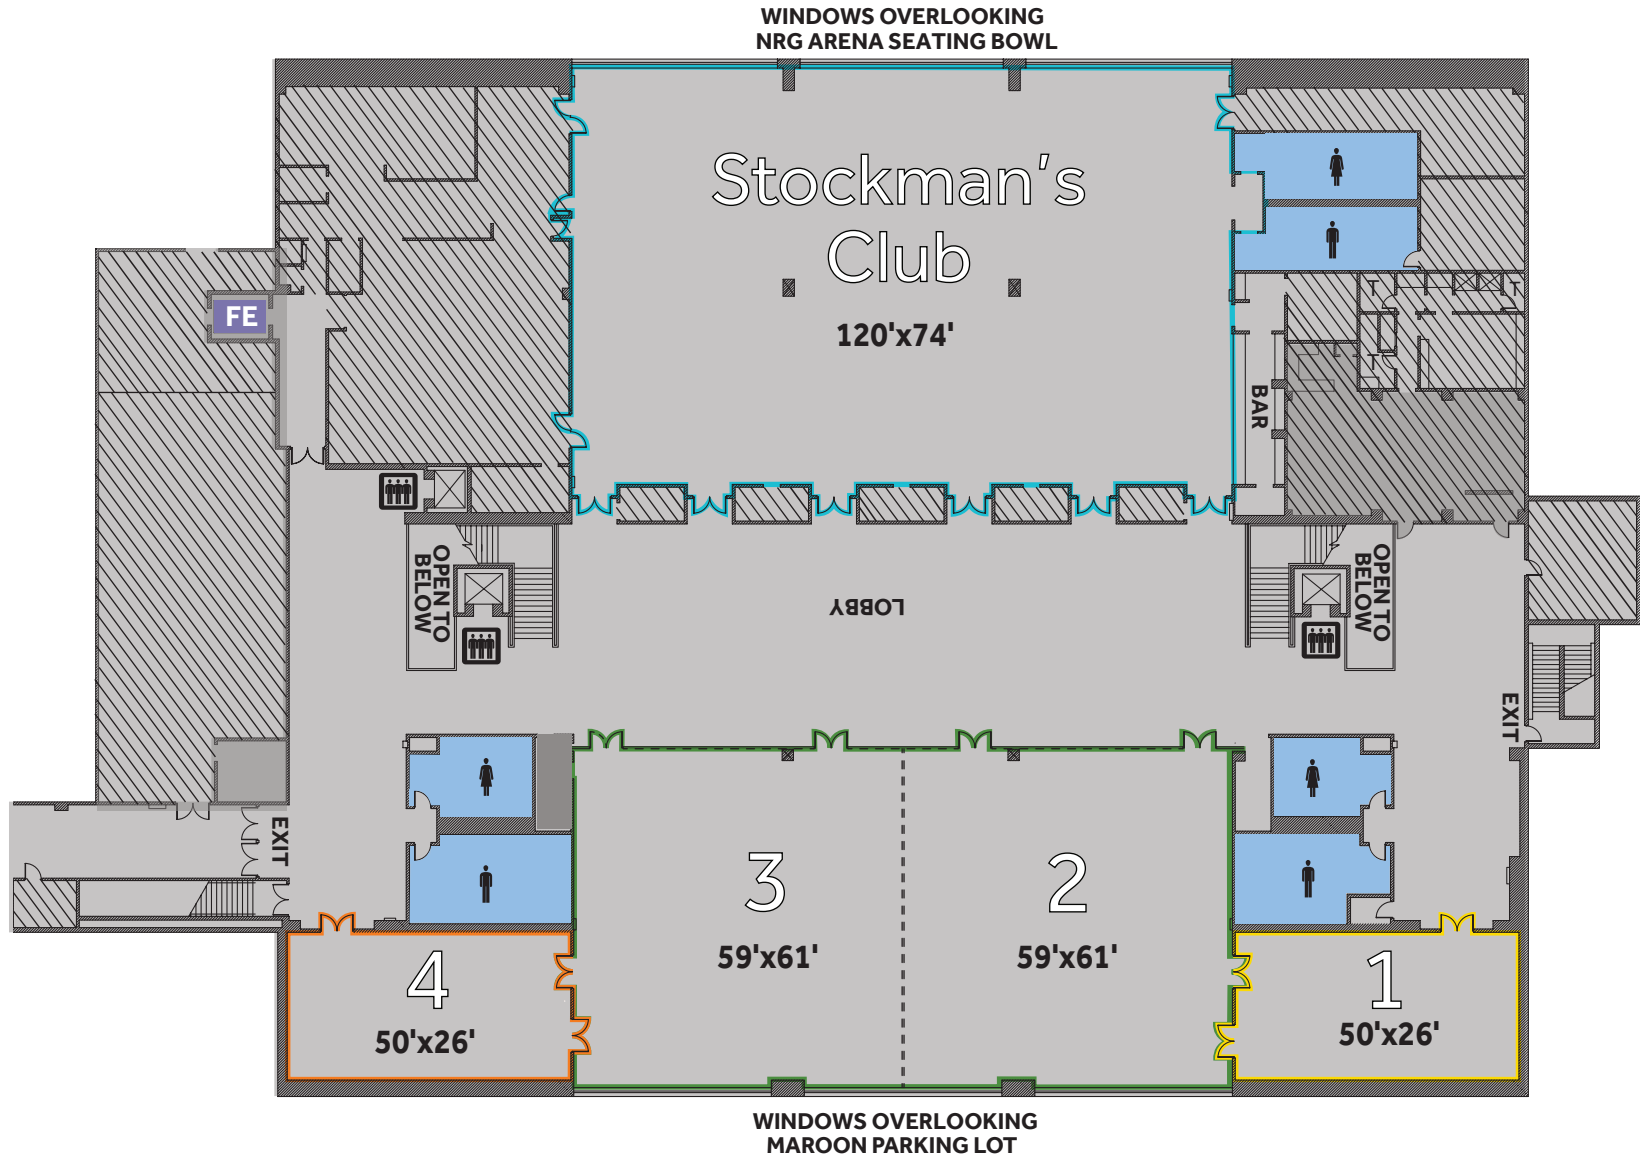 WINDOWS OVERLOOKING
NRG ARENA SEATING BOWL
Stockman's
Club
120'x74'
FE
BAR
T
T
T
OPEN TO
BELOW
LOBBY
OPEN TO
BELOW
EXIT
EXIT
3
59'x61'
2
59'x61'
4
50'x26'
1
50'x26'
WINDOWS OVERLOOKING
MAROON PARKING LOT